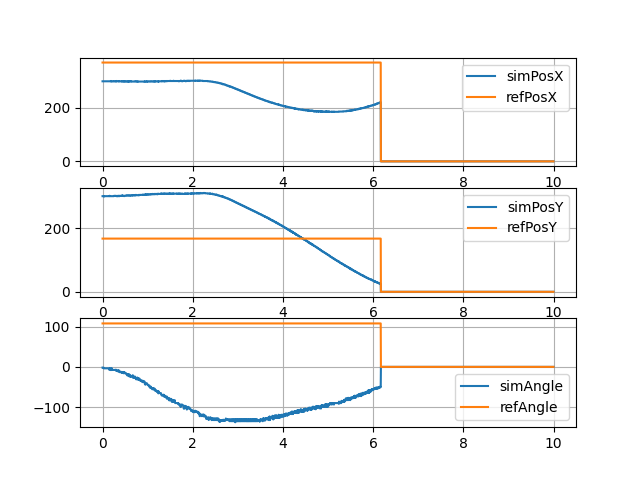 simPosX
refPosX
200
0
0 2 4 6 8 10
simPosY
refPosY
200
0
0 2 4 6 8 10
100
0
−100
simAngle
refAngle
0 2 4 6 8 10